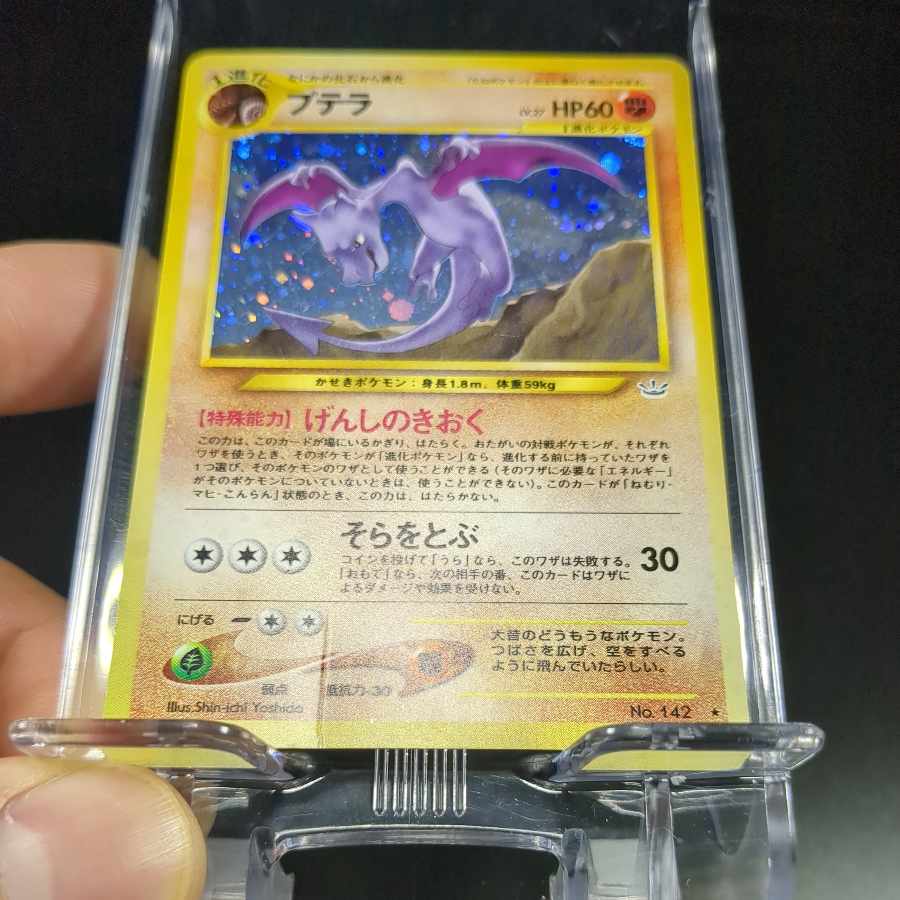 1進化
なにかの化石から進化
プテラ
LV.27 HP60
1進化ポケモン
かせきポケモン：身長1.8m、体重59kg
【特殊能力】げんしのきおく
この力は、このカードが場にいるかぎり、はたらく。おたがいの対戦ポケモンが、それぞれ
ワザを使うとき、そのポケモンが「進化ポケモン」なら、進化する前に持っていたワザを
1つ選び、そのポケモンのワザとして使うことができる（そのワザに必要な「エネルギー」
がそのポケモンについていないときは、使うことができない）。このカードが「ねむり・
マヒ・こんらん」状態のとき、この力は、はたらかない。
そらをとぶ
コインを投げて「うら」なら、このワザは失敗する。
「おもて」なら、次の相手の番、このカードはワザに
よるダメージや効果を受けない。
30
にげる
大昔のどうもうなポケモン。
つばさを広げ、空をすべる
ように飛んでいたらしい。
弱点 抵抗力-30
Illus.Shin-ichi Yoshida
No.142 ★